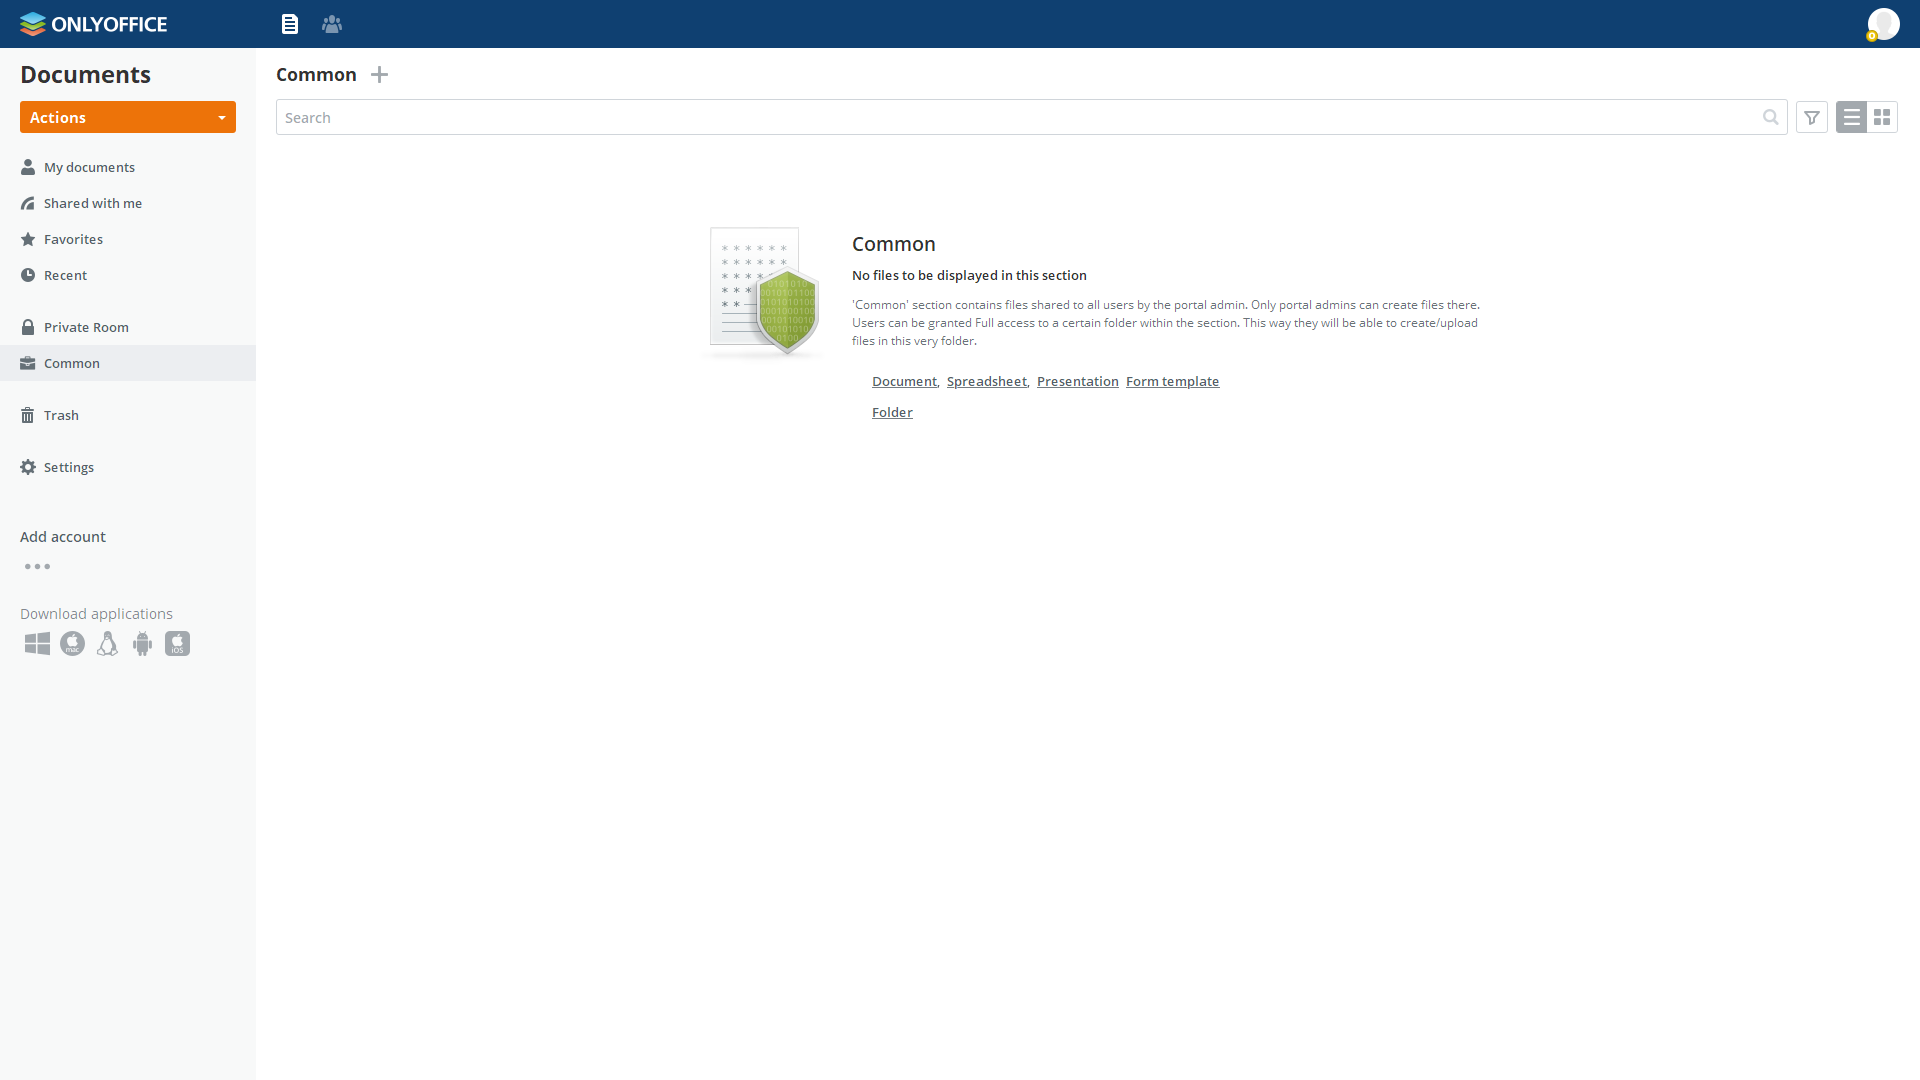 ONLYOFFICE
Documents
Actions
My documents
Shared with me
Favorites
Recent
Private Room
Common
Trash
Settings
Add account
Download applications
mac
iOS
Common
Search
Common
No files to be displayed in this section
'Common' section contains files shared to all users by the portal admin. Only portal admins can create files there.
Users can be granted Full access to a certain folder within the section. This way they will be able to create/upload
files in this very folder.
Document, Spreadsheet, Presentation Form template
Folder